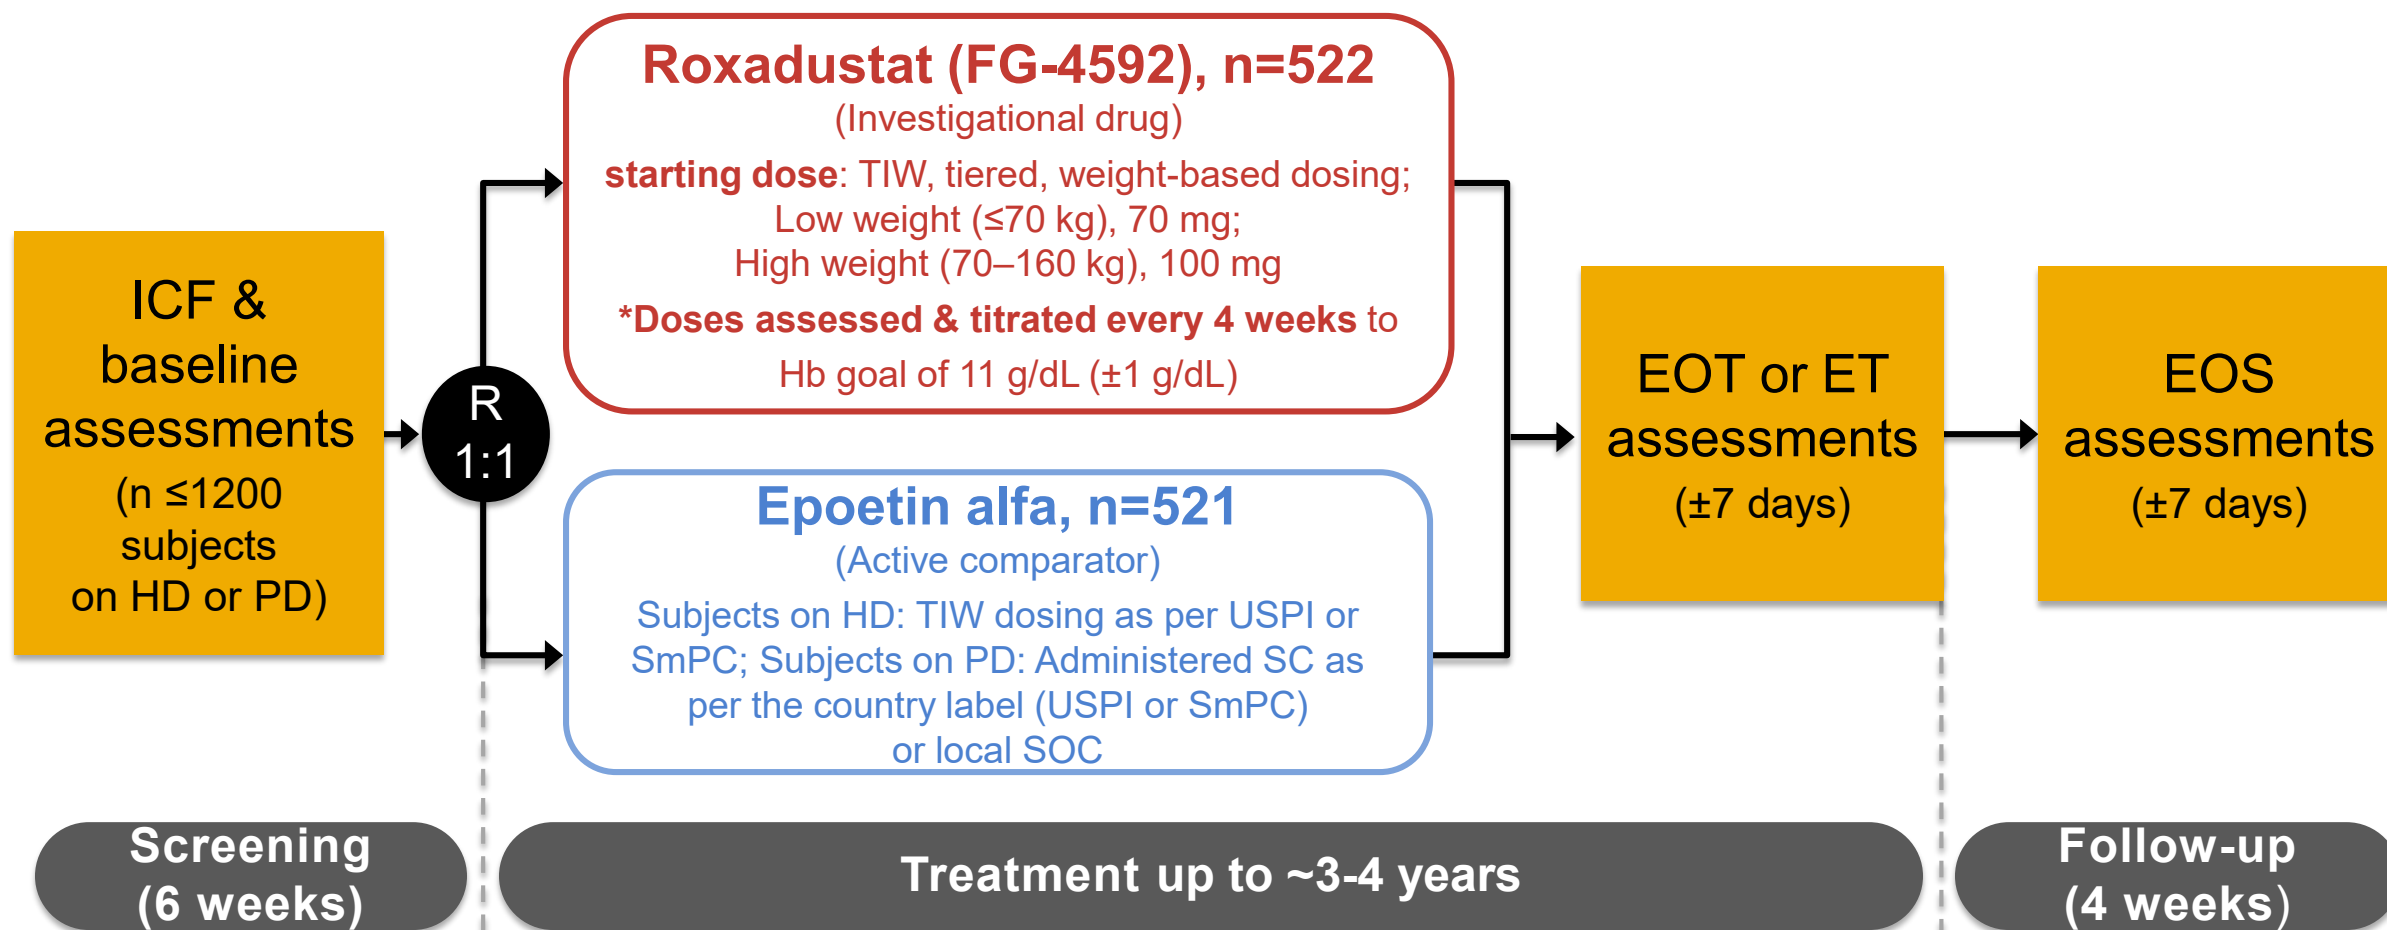 ICF &
baseline
assessments
(n ≤1200
subjects
on HD or PD)
R
1:1
Roxadustat (FG-4592), n=522
(Investigational drug)
starting dose: TIW, tiered, weight-based dosing;
Low weight (≤70 kg), 70 mg;
High weight (70–160 kg), 100 mg
*Doses assessed & titrated every 4 weeks to
Hb goal of 11 g/dL (±1 g/dL)
Epoetin alfa, n=521
(Active comparator)
Subjects on HD: TIW dosing as per USPI or
SmPC; Subjects on PD: Administered SC as
per the country label (USPI or SmPC)
or local SOC
EOT or ET
assessments
(±7 days)
EOS
assessments
(±7 days)
Screening
(6 weeks)
Treatment up to ~3-4 years
Follow-up
(4 weeks)